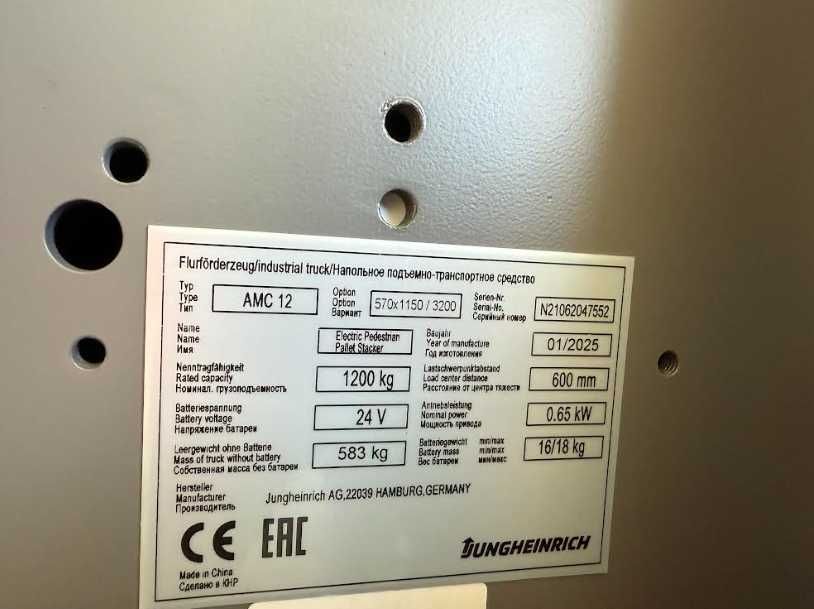 Flurförderzeug/industrial truck/Напольное подъемно-транспортное средство
Typ
Type
Тип
AMC 12
Option
Option
Вариант
570x1150 / 3200
Serien-Nr.
Serial-No.
Серийный номер
N21062047552
Name
Name
Имя
Electric Pedestrian
Pallet Stacker
Baujahr
Year of manufacture
Год изготовления
01/2025
Nenntragfähigkeit
Rated capacity
Номинал. грузоподъемность
1200 kg
Lastschwerpunktabstand
Load center distance
Расстояние от центра тяжести
600 mm
Batteriespannung
Battery voltage
Напряжение батареи
24 V
Antriebsleistung
Nominal power
Мощность привода
0.65 kW
Leergewicht ohne Batterie
Mass of truck without battery
Собственная масса без батареи
583 kg
Batteriegewicht min/max
Battery mass min/max
Вес батареи мин/макс
16/18 kg
Hersteller
Manufacturer
Производитель
Jungheinrich AG,22039 HAMBURG,GERMANY
CE EAC
JUNGHEINRICH
Made in China
Сделано в КНР